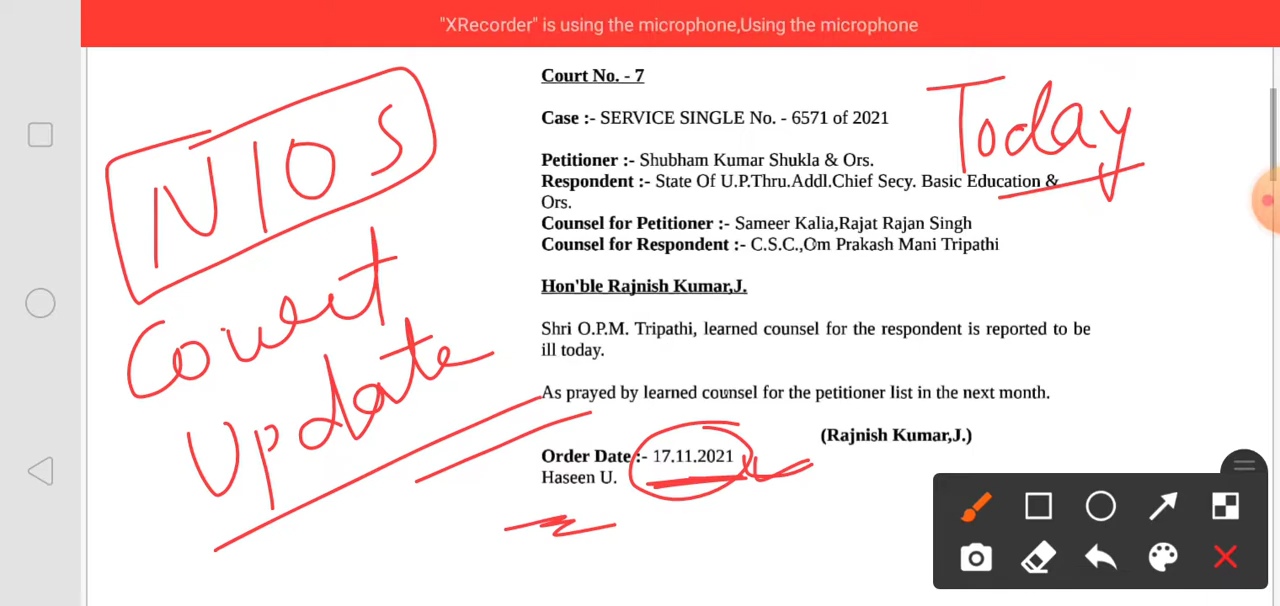 "XRecorder" is using the microphone,Using the microphone
Court No. - 7
Case :- SERVICE SINGLE No. - 6571 of 2021
Petitioner :- Shubham Kumar Shukla & Ors.
Respondent :- State Of U.P.Thru.Addl.Chief Secy. Basic Education &
Ors.
Counsel for Petitioner :- Sameer Kalia,Rajat Rajan Singh
Counsel for Respondent :- C.S.C.,Om Prakash Mani Tripathi
Hon'ble Rajnish Kumar,J.
Shri O.P.M. Tripathi, learned counsel for the respondent is reported to be
ill today.
As prayed by learned counsel for the petitioner list in the next month.
(Rajnish Kumar,J.)
Order Date :- 17.11.2021
Haseen U.
NIOS
Court
Update
Today